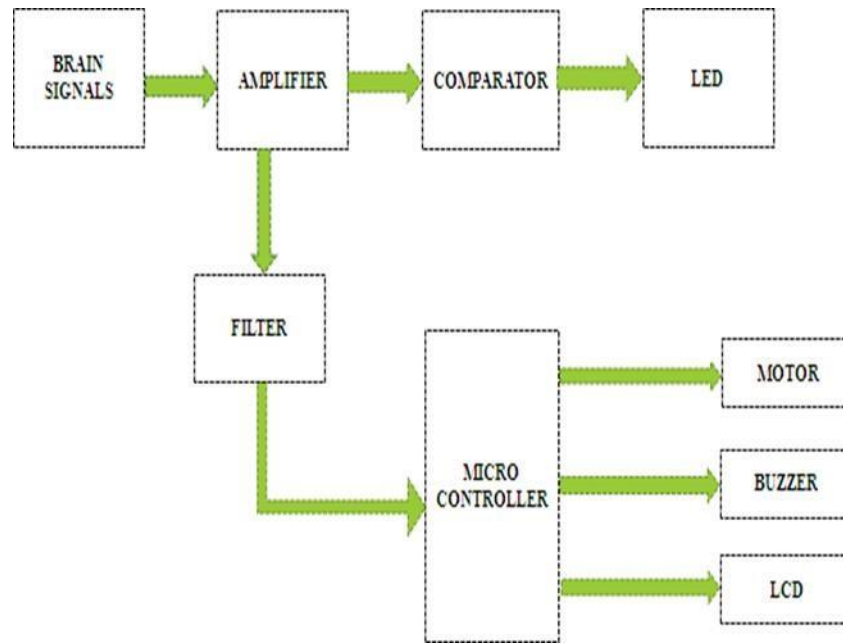 BRAIN
SIGNALS
AMPLIFIER
COMPARATOR
LED
FILTER
MICRO
CONTROLLER
MOTOR
BUZZER
LCD